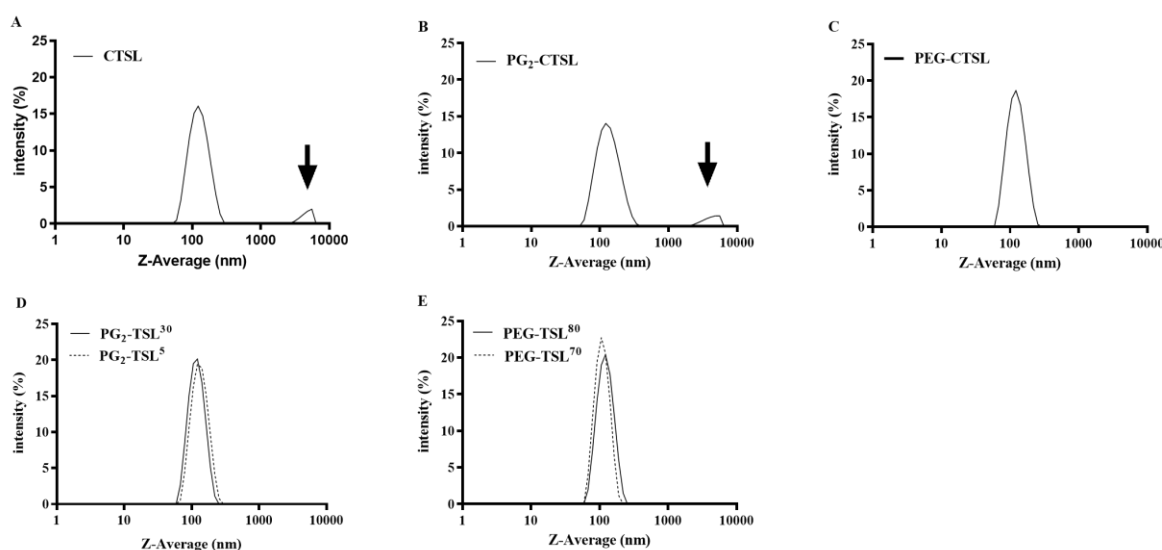 A
CTSL
25
20
15
10
5
0
intensity (%)
1 10 100 1000 10000
Z-Average (nm)
B
PG₂-CTSL
25
20
15
10
5
0
intensity (%)
1 10 100 1000 10000
Z-Average (nm)
C
PEG-CTSL
25
20
15
10
5
0
intensity (%)
1 10 100 1000 10000
Z-Average (nm)
D
PG₂-TSL³⁰
PG₂-TSL⁵
25
20
15
10
5
0
intensity (%)
1 10 100 1000 10000
Z-Average (nm)
E
PEG-TSL⁸⁰
PEG-TSL⁷⁰
25
20
15
10
5
0
intensity (%)
1 10 100 1000 10000
Z-Average (nm)